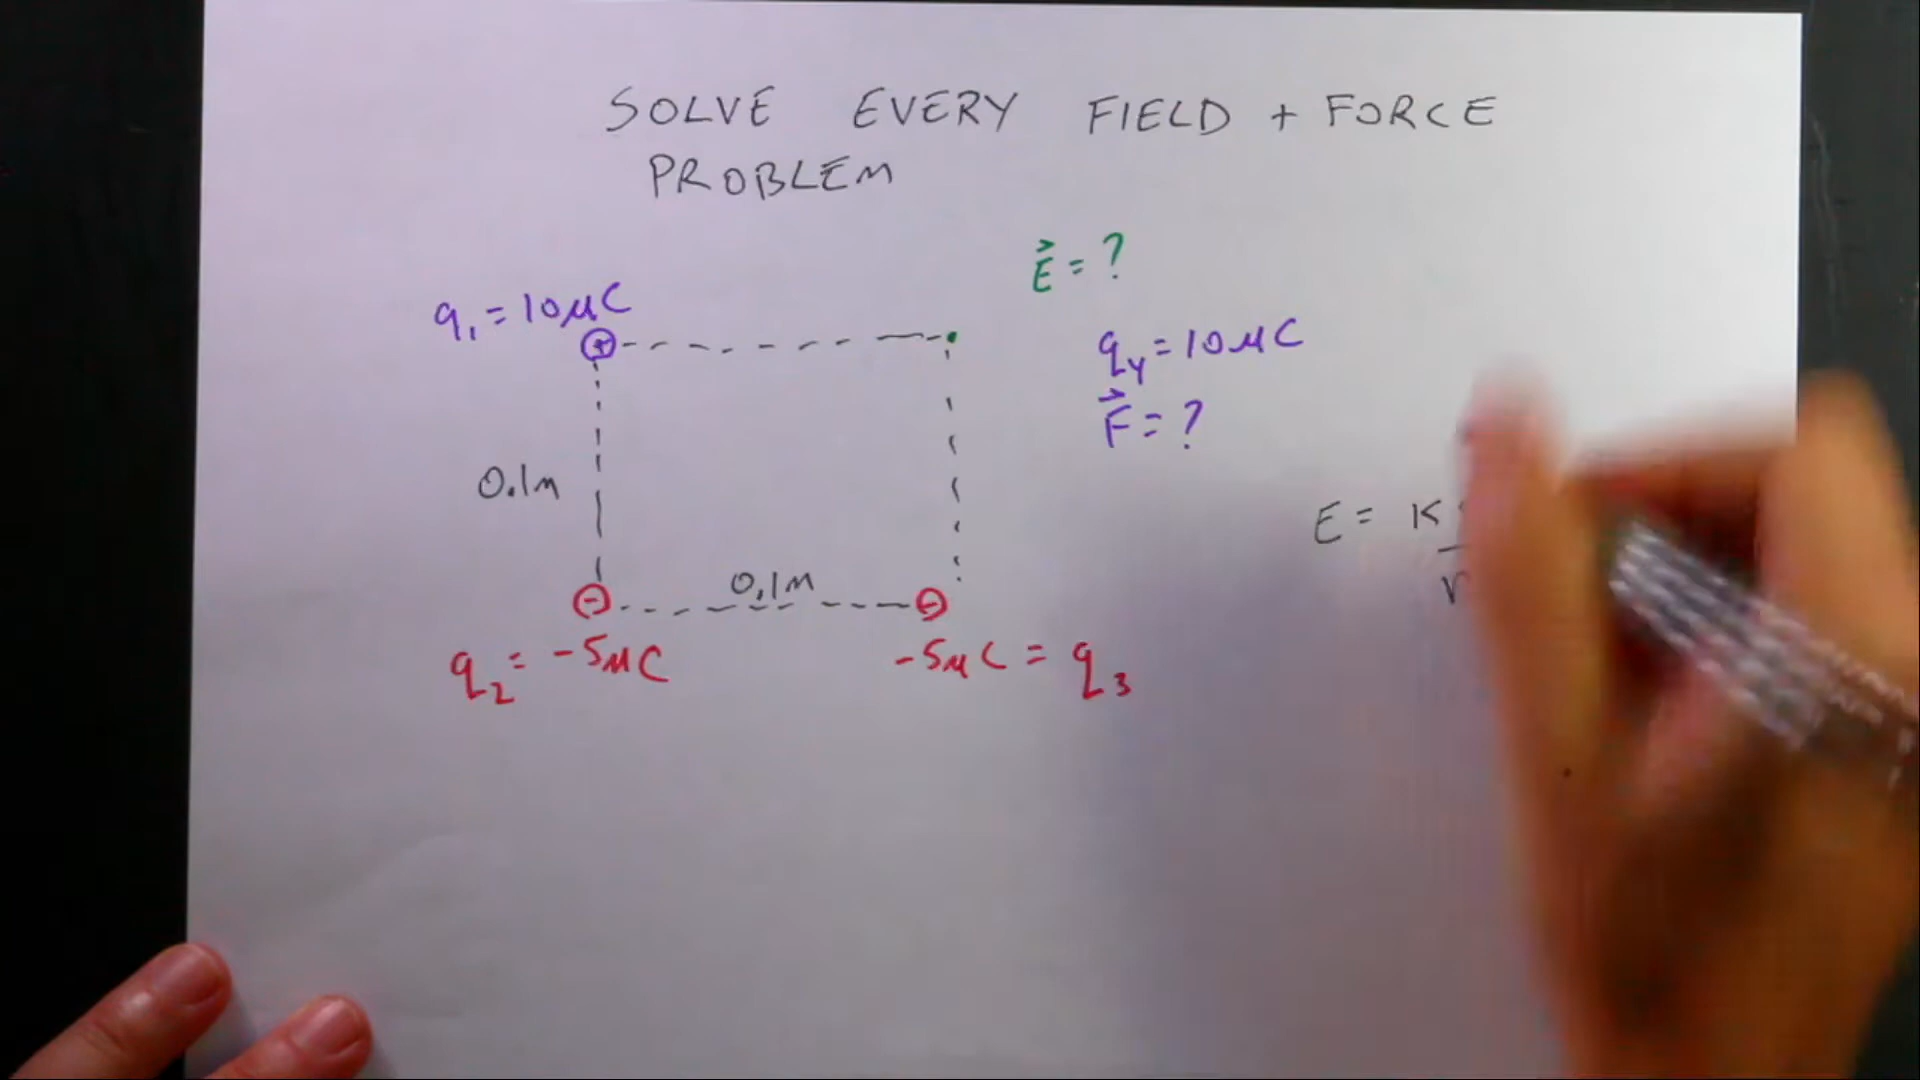 SOLVE EVERY FIELD + FORCE
PROBLEM
E⃗ = ?
q₁ = 10μC
q₄ = 10μC
F⃗ = ?
0.1m
E = K
r
0.1m
q₂ = -5μC
-5μC = q₃